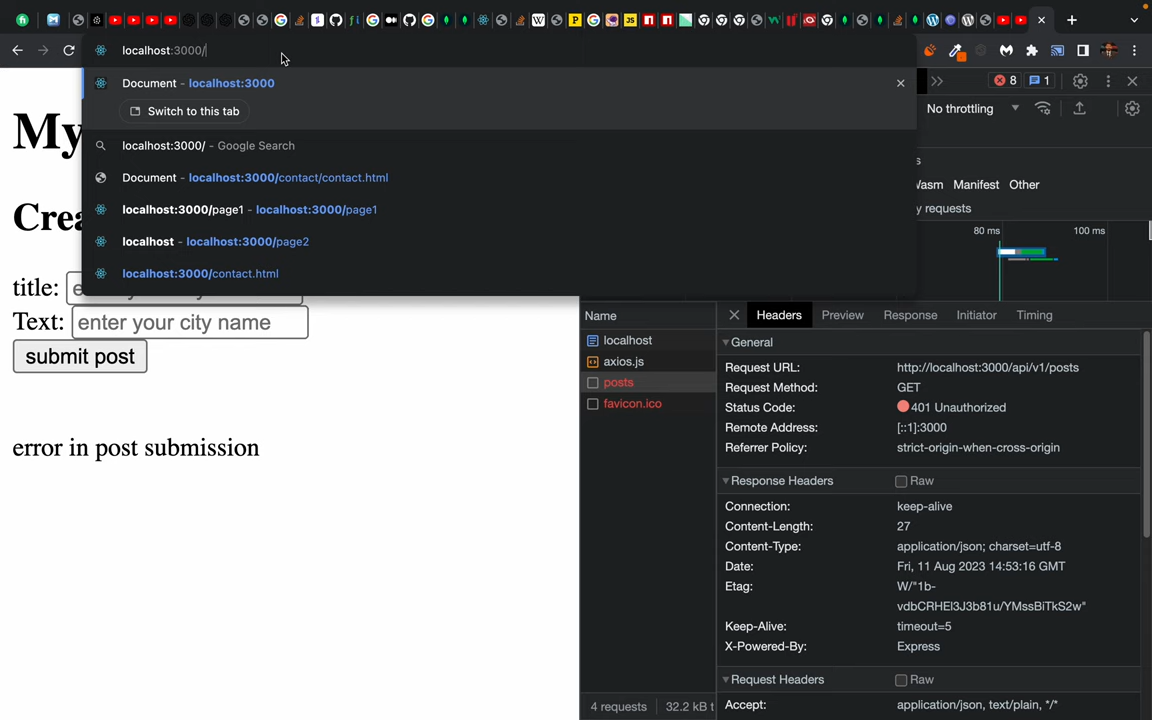 localhost:3000/
Document - localhost:3000
Switch to this tab
localhost:3000/ - Google Search
Document - localhost:3000/contact/contact.html
localhost:3000/page1 - localhost:3000/page1
localhost - localhost:3000/page2
localhost:3000/contact.html
8
1
No throttling
Manifest Other
requests
80 ms
100 ms
My
title:
Text: enter your city name
submit post
error in post submission
Name
localhost
axios.js
posts
favicon.ico
4 requests
32.2 kB
Headers
Preview
Response
Initiator
Timing
General
Request URL: http://localhost:3000/api/v1/posts
Request Method: GET
Status Code: 401 Unauthorized
Remote Address: [::1]:3000
Referrer Policy: strict-origin-when-cross-origin
Response Headers
Raw
Connection: keep-alive
Content-Length: 27
Content-Type: application/json; charset=utf-8
Date: Fri, 11 Aug 2023 14:53:16 GMT
Etag: W/"1b-
vdbCRHEl3J3b81u/YMssBiTkS2w"
Keep-Alive: timeout=5
X-Powered-By: Express
Request Headers
Raw
Accept: application/json, text/plain, */*